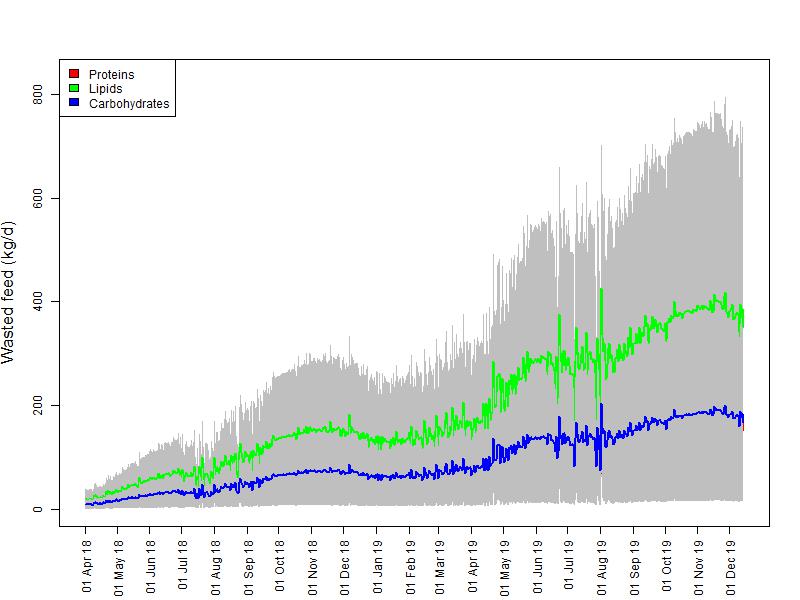 Proteins
Lipids
Carbohydrates
Wasted feed (kg/d)
800
600
400
200
0
01 Apr 18
01 May 18
01 Jun 18
01 Jul 18
01 Aug 18
01 Sep 18
01 Oct 18
01 Nov 18
01 Dec 18
01 Jan 19
01 Feb 19
01 Mar 19
01 Apr 19
01 May 19
01 Jun 19
01 Jul 19
01 Aug 19
01 Sep 19
01 Oct 19
01 Nov 19
01 Dec 19